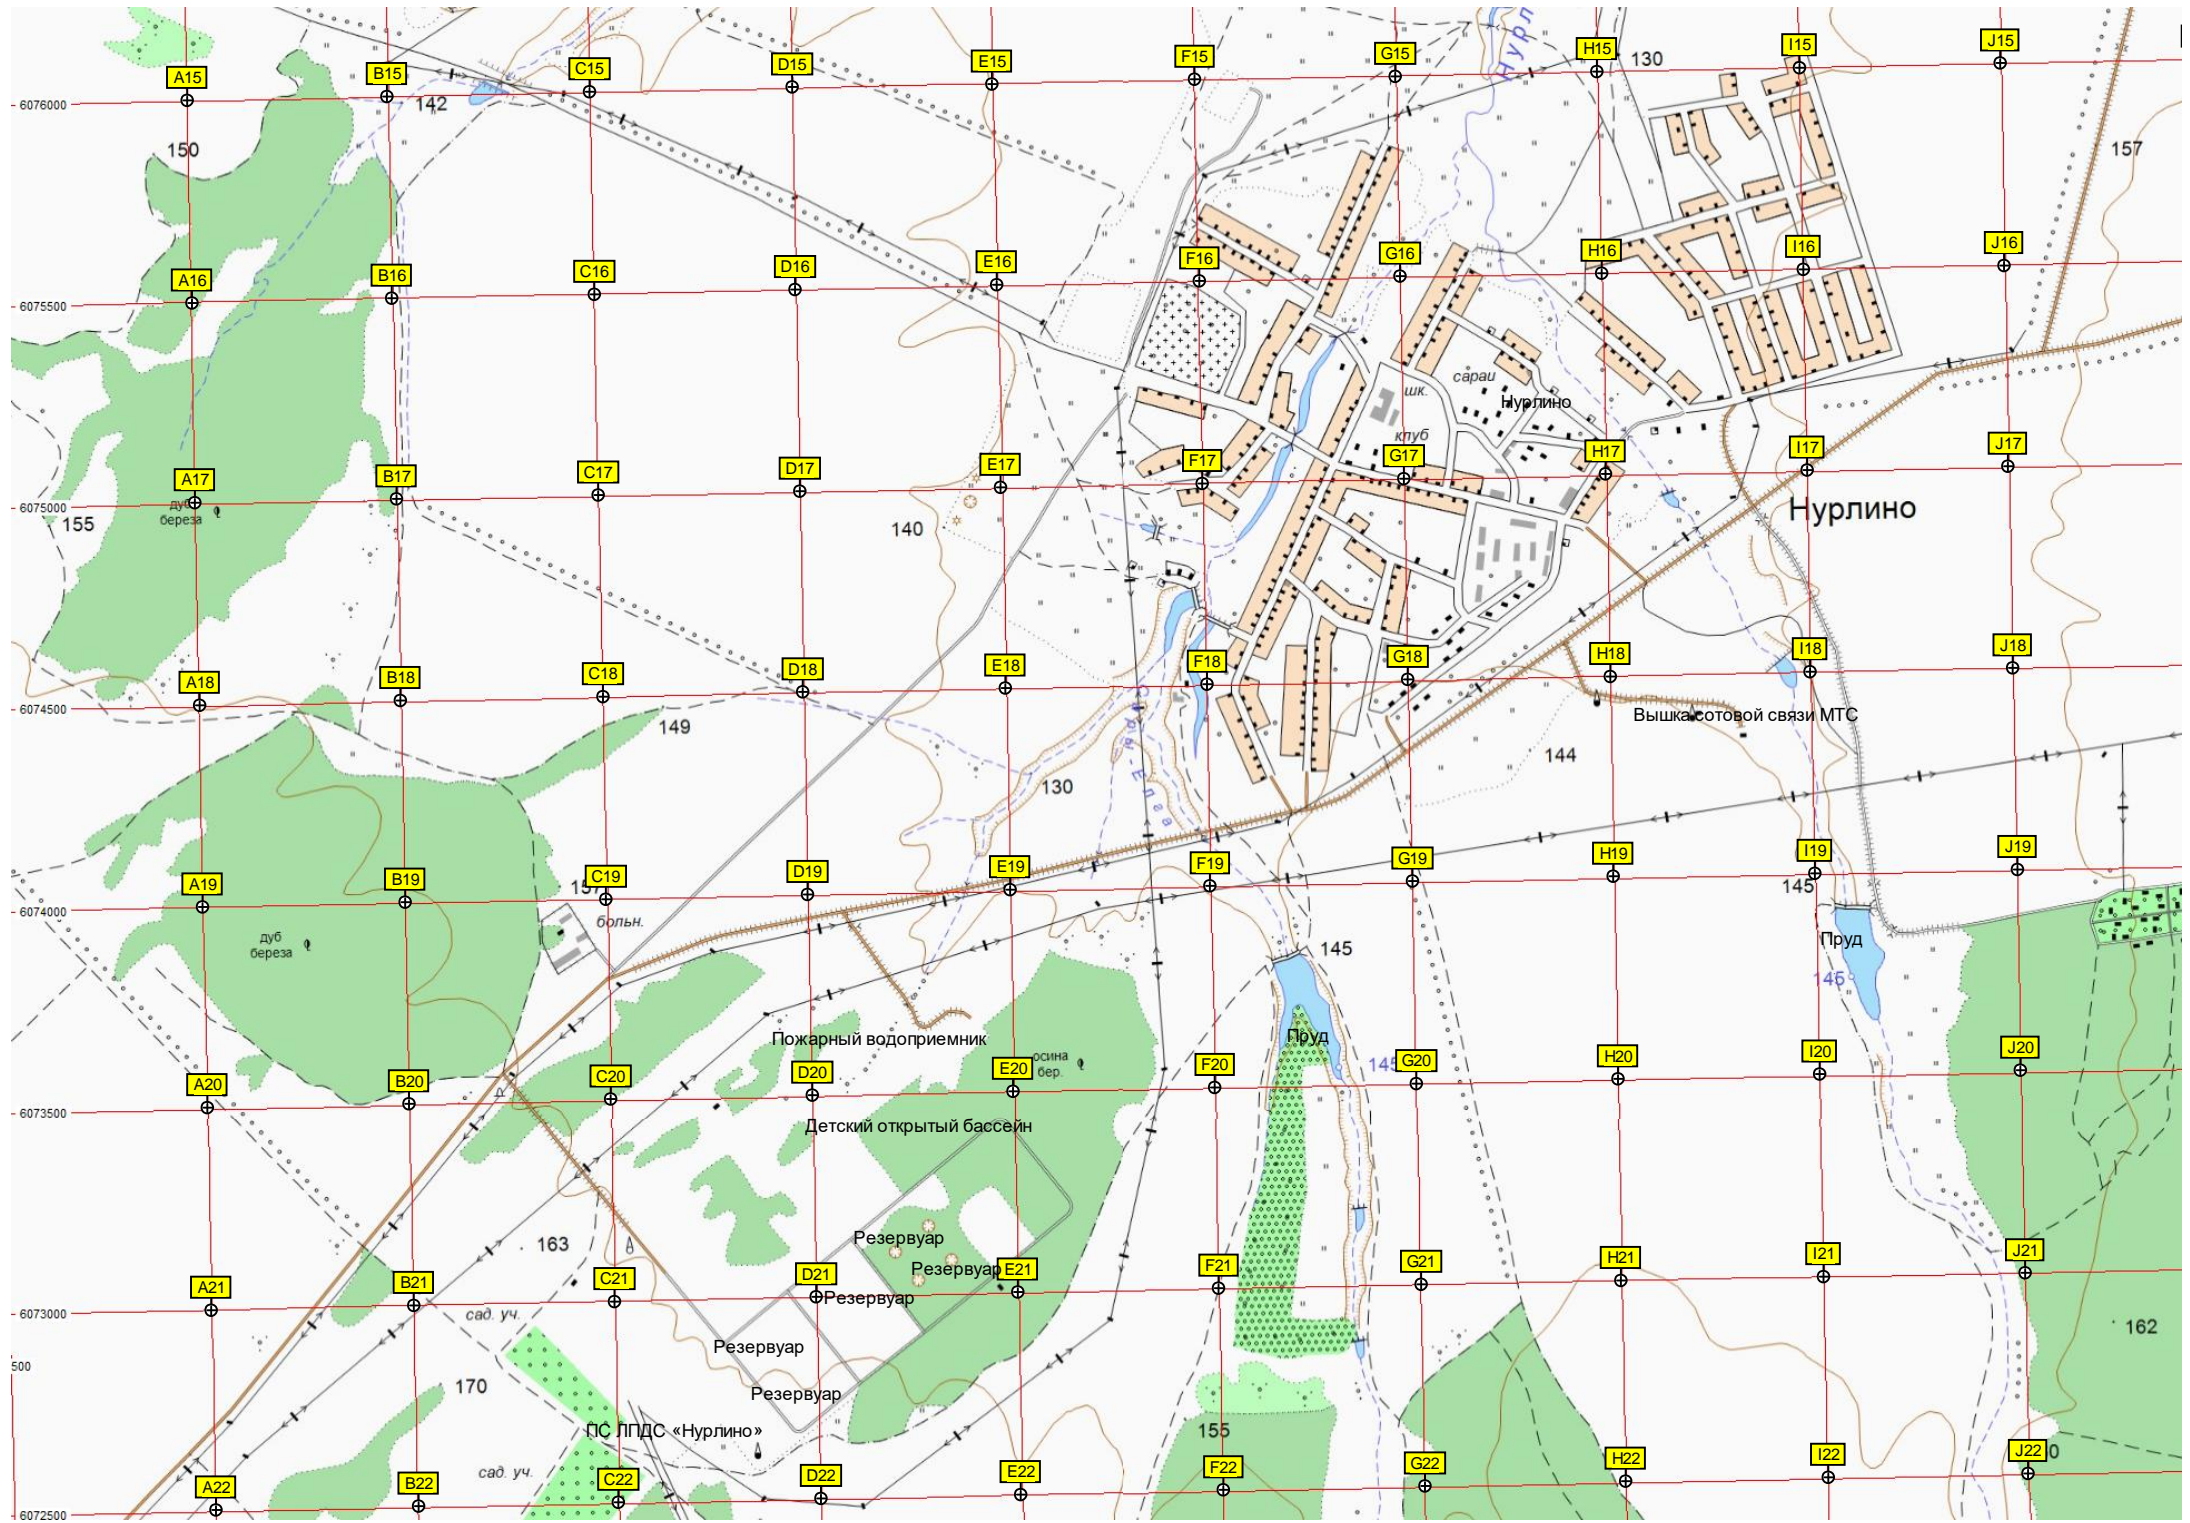 A15 B15 C15 D15 E15 F15 G15 H15 I15 J15
130
6076000
142
Нурл
150
157
A16 B16 C16 D16 E16 F16 G16 H16 I16 J16
6075500
шк.
сараи
Нурлино
клуб
A17 B17 C17 D17 E17 F17 G17 H17 I17 J17
6075000
дуб
береза
155
140
Нурлино
A18 B18 C18 D18 E18 F18 G18 H18 I18 J18
6074500
149
Вышка сотовой связи МТС
144
130
Елга
A19 B19 C19 D19 E19 F19 G19 H19 I19 J19
157
145
6074000
больн.
дуб
береза
145
Пруд
145
Пожарный водоприемник
Пруд
осина
бер.
145
A20 B20 C20 D20 E20 F20 G20 H20 I20 J20
6073500
Детский открытый бассейн
163
Резервуар
Резервуар
A21 B21 C21 D21 E21 F21 G21 H21 I21 J21
6073000
Резервуар
сад. уч.
162
Резервуар
500
170
Резервуар
ПС ЛПДС «Нурлино»
155
сад. уч.
A22 B22 C22 D22 E22 F22 G22 H22 I22 J22
0
6072500